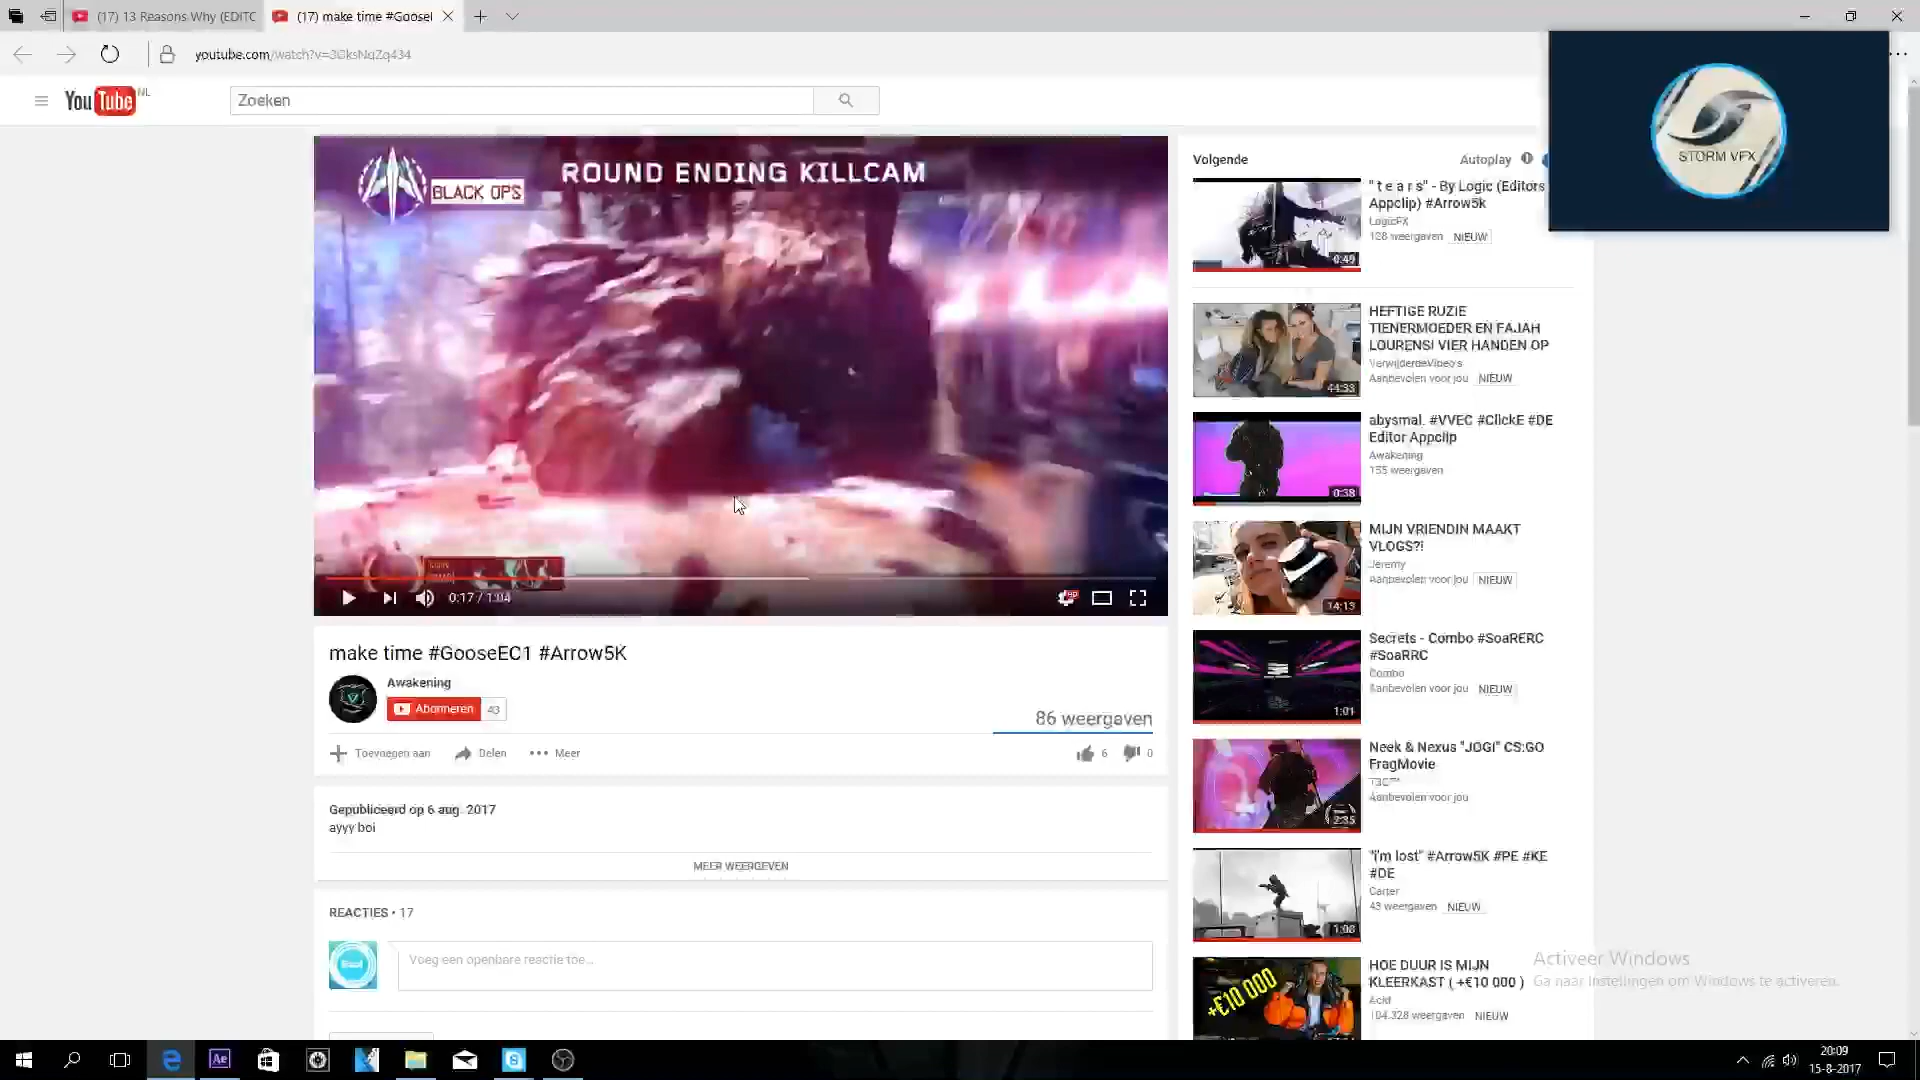 (17) 13 Reasons Why (EDITC
(17) make time #Goosel
youtube.com/watch?v=3GksNqZq434
YouTube NL
Zoeken
STORM VFX
BLACK OPS
ROUND ENDING KILLCAM
0:17 / 1:04
HD
make time #GooseEC1 #Arrow5K
Awakening
Abonneren 43
86 weergaven
Toevoegen aan Delen Meer
6 0
Gepubliceerd op 6 aug. 2017
ayyy boi
MEER WEERGEVEN
REACTIES • 17
Voeg een openbare reactie toe...
Volgende
Autoplay
"t e a r s" - By Logic (Editors
Appclip) #Arrow5k
LogicFX
128 weergaven NIEUW
0:49
HEFTIGE RUZIE
TIENERMOEDER EN FAJAH
LOURENS! VIER HANDEN OP
VerwijderdeVideo's
Aanbevolen voor jou NIEUW
44:33
abysmal. #VVEC #ClickE #DE
Editor Appclip
Awakening
155 weergaven
0:38
MIJN VRIENDIN MAAKT
VLOGS?!
Jeremy
Aanbevolen voor jou NIEUW
14:13
Secrets - Combo #SoaRERC
#SoaRRC
Combo
Aanbevolen voor jou NIEUW
1:01
Neek & Nexus "JOGI" CS:GO
FragMovie
Aanbevolen voor jou
2:35
"i'm lost" #Arrow5K #PE #KE
#DE
Carter
43 weergaven NIEUW
1:08
HOE DUUR IS MIJN
KLEERKAST ( +€10 000 )
Acid
104.328 weergaven NIEUW
+€10 000
Activeer Windows
Ga naar Instellingen om Windows te activeren.
Ae
20:09
15-8-2017